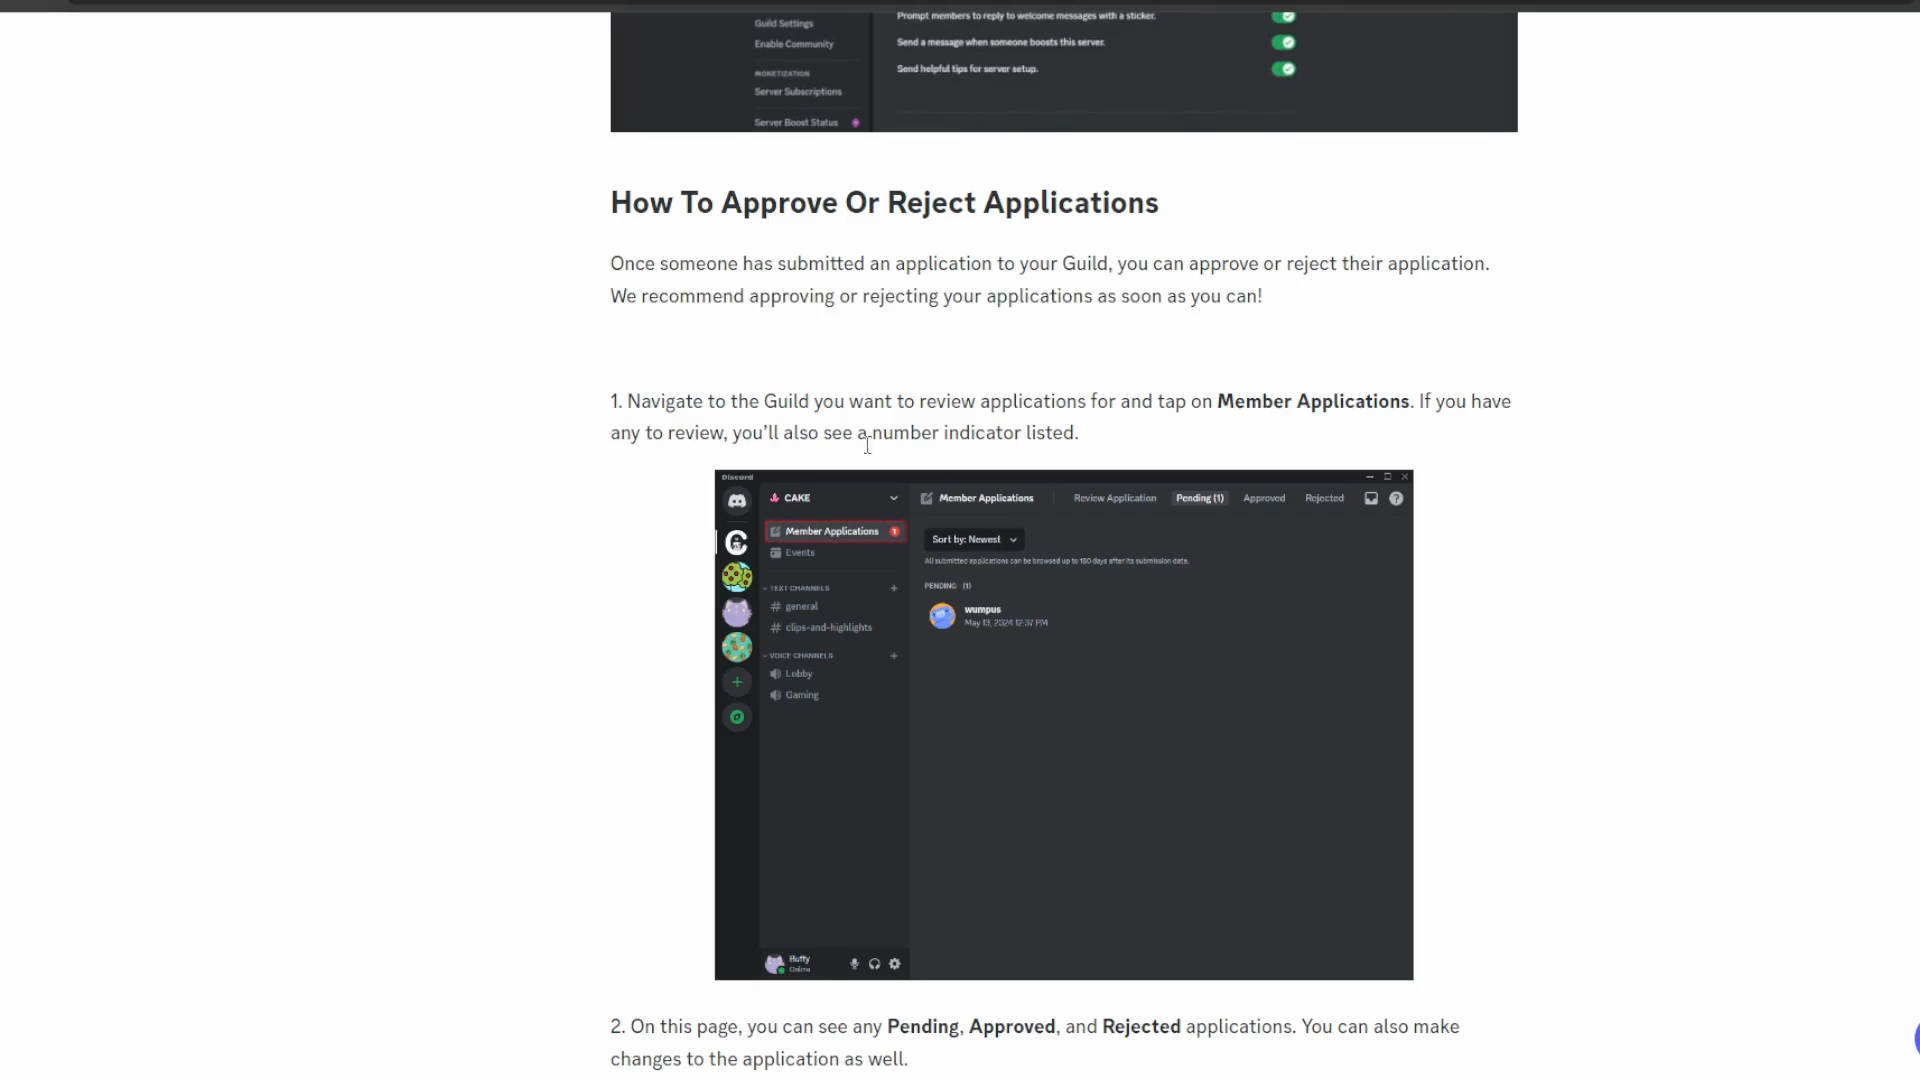 Guild Settings
Enable Community
MONETIZATION
Server Subscriptions
Server Boost Status
Prompt members to reply to welcome messages with a sticker.
Send a message when someone boosts this server.
Send helpful tips for server setup.
How To Approve Or Reject Applications
Once someone has submitted an application to your Guild, you can approve or reject their application.
We recommend approving or rejecting your applications as soon as you can!
1. Navigate to the Guild you want to review applications for and tap on Member Applications. If you have
any to review, you’ll also see a number indicator listed.
Discord
CAKE
Member Applications 1
Events
TEXT CHANNELS
general
clips-and-highlights
VOICE CHANNELS
Lobby
Gaming
fluffy
Online
Member Applications Review Application Pending (1) Approved Rejected
Sort by: Newest
All submitted applications can be browsed up to 180 days after its submission date.
PENDING (1)
wumpus
May 13, 2024 12:37 PM
2. On this page, you can see any Pending, Approved, and Rejected applications. You can also make
changes to the application as well.